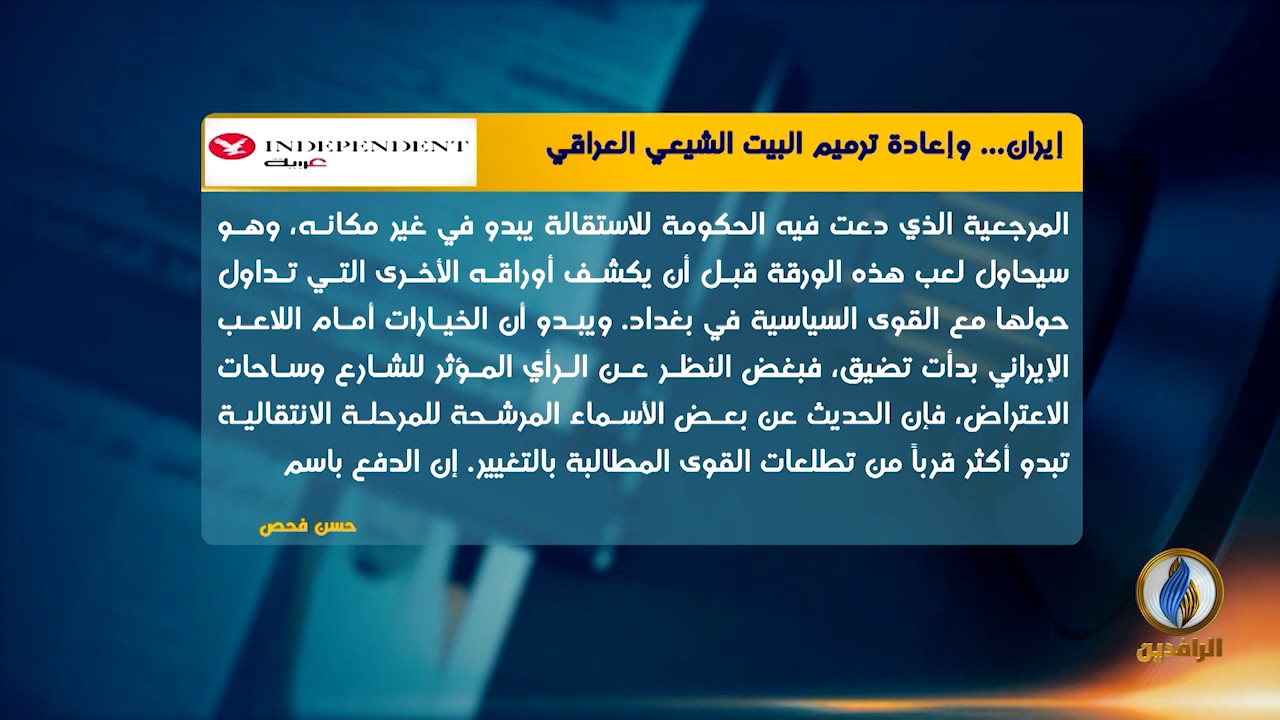 إيران... وإعادة ترميم البيت الشيعي العراقي
INDEPENDENT
عربية
المرجعية الذي دعت فيه الحكومة للاستقالة يبدو في غير مكانه، وهو
سيحاول لعب هذه الورقة قبل أن يكشف أوراقه الأخرى التي تداول
حولها مع القوى السياسية في بغداد. ويبدو أن الخيارات أمام اللاعب
الإيراني بدأت تضيق، فبغض النظر عن الرأي المؤثر للشارع وساحات
الاعتراض، فإن الحديث عن بعض الأسماء المرشحة للمرحلة الانتقالية
تبدو أكثر قرباً من تطلعات القوى المطالبة بالتغيير. إن الدفع باسم
حسن فحص
الرافدين